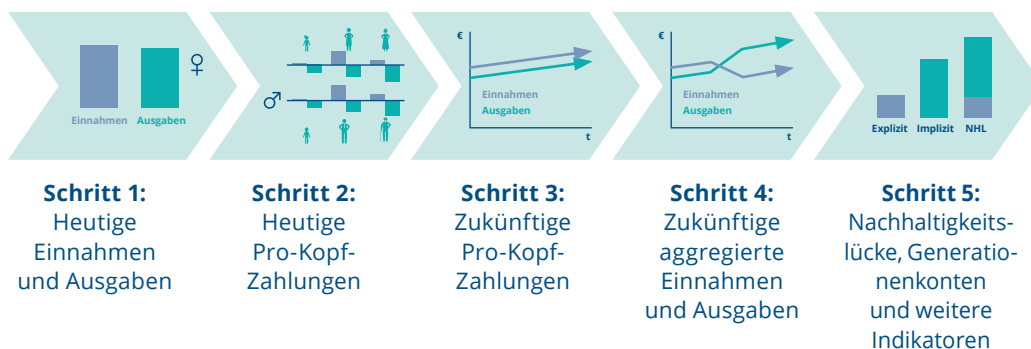 Einnahmen Ausgaben
♀
♂
€
Einnahmen
Ausgaben
t
€
Einnahmen
Ausgaben
t
Explizit Implizit NHL
Schritt 1:
Heutige
Einnahmen
und Ausgaben
Schritt 2:
Heutige
Pro-Kopf-
Zahlungen
Schritt 3:
Zukünftige
Pro-Kopf-
Zahlungen
Schritt 4:
Zukünftige
aggregierte
Einnahmen
und Ausgaben
Schritt 5:
Nachhaltigkeits-
lücke, Generatio-
nenkonten
und weitere
Indikatoren